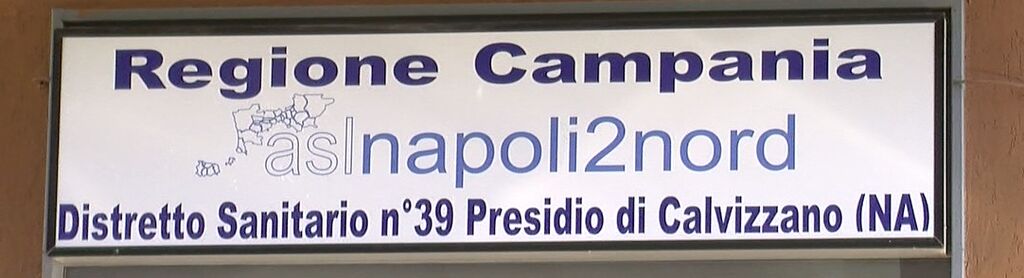 Regione Campania
aslnapoli2nord
Distretto Sanitario n°39 Presidio di Calvizzano (NA)